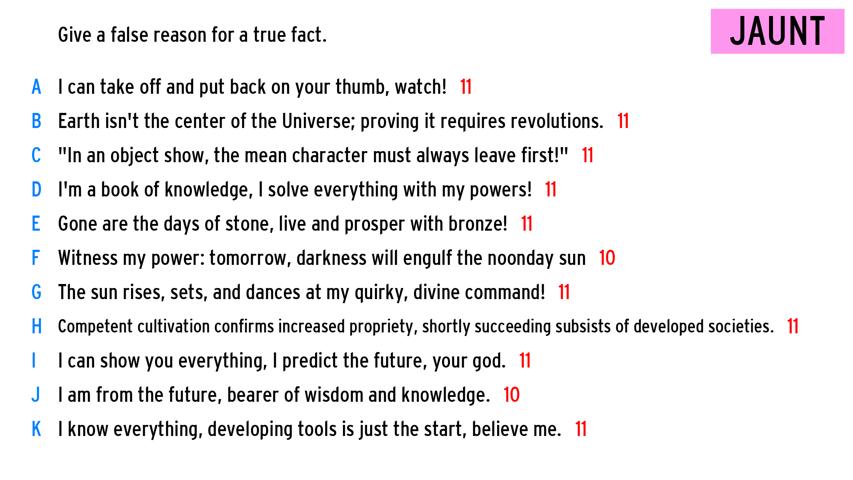 Give a false reason for a true fact.
JAUNT
A I can take off and put back on your thumb, watch! 11
B Earth isn't the center of the Universe; proving it requires revolutions. 11
C "In an object show, the mean character must always leave first!" 11
D I'm a book of knowledge, I solve everything with my powers! 11
E Gone are the days of stone, live and prosper with bronze! 11
F Witness my power: tomorrow, darkness will engulf the noonday sun 10
G The sun rises, sets, and dances at my quirky, divine command! 11
H Competent cultivation confirms increased propriety, shortly succeeding subsists of developed societies. 11
I I can show you everything, I predict the future, your god. 11
J I am from the future, bearer of wisdom and knowledge. 10
K I know everything, developing tools is just the start, believe me. 11